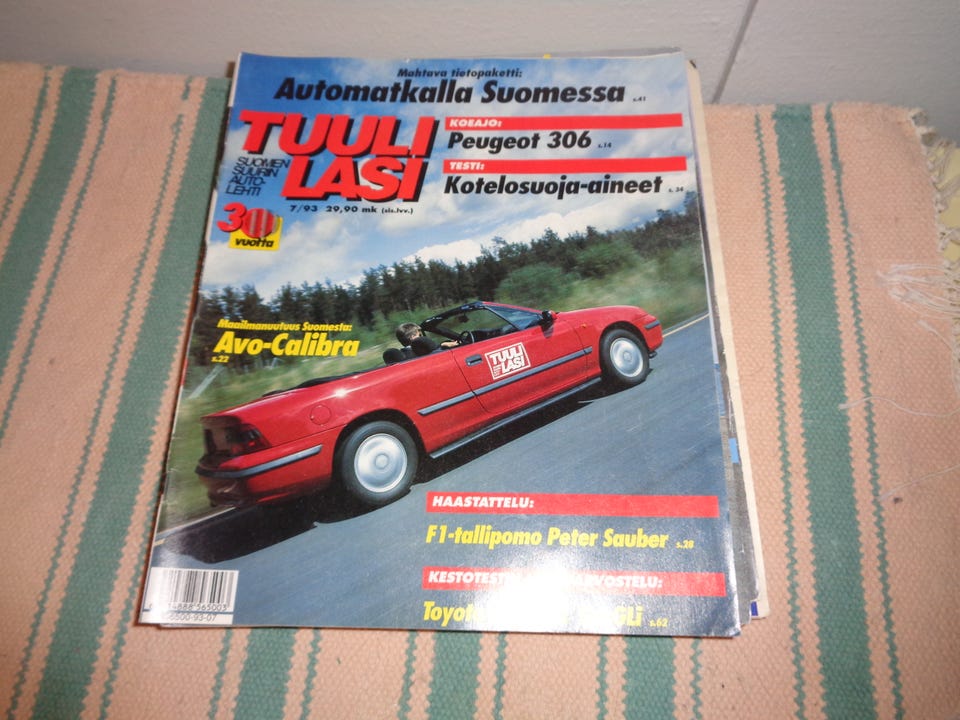 Mahtava tietopaketti:
Automatkalla Suomessa s.41
TUULI
LASI
SUOMEN
SUURIN
AUTO-
LEHTI
7/93 29,90 mk (sis.lvv.)
30
vuotta
KOEAJO:
Peugeot 306 s.14
TESTI:
Kotelosuoja-aineet s. 34
Maailmanuutuus Suomesta:
Avo-Calibra
s.22
TUULI
LASI
HAASTATTELU:
F1-tallipomo Peter Sauber s.28
s.62